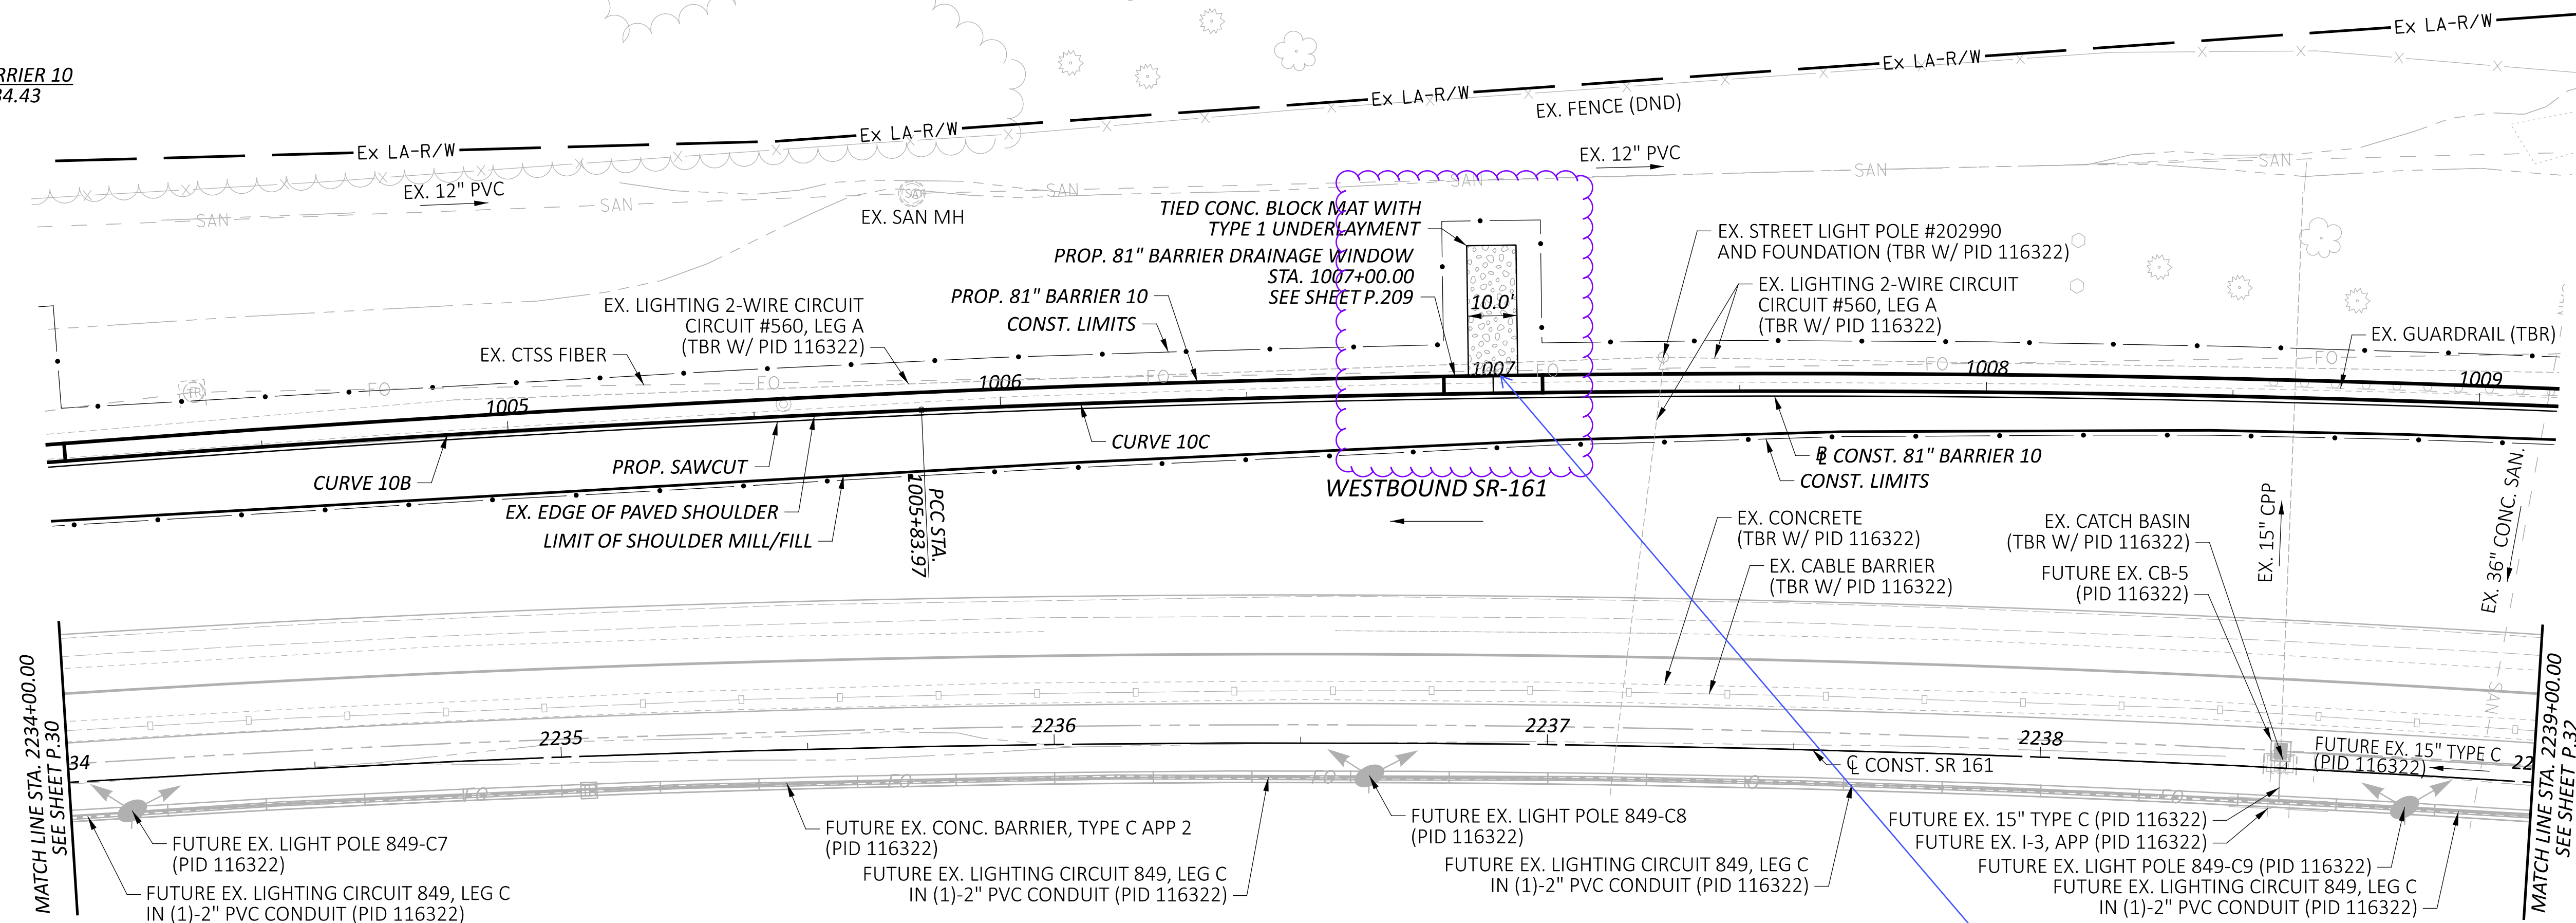 RRIER 10
34.43
Ex LA-R/W
Ex LA-R/W
Ex LA-R/W
Ex LA-R/W
Ex LA-R/W
EX. FENCE (DND)
EX. 12" PVC
EX. 12" PVC
SAN
SAN
SAN
SAN
SAN
SAN
SA
EX. SAN MH
TIED CONC. BLOCK MAT WITH
TYPE 1 UNDERLAYMENT
PROP. 81" BARRIER DRAINAGE WINDOW
STA. 1007+00.00
SEE SHEET P.209
10.0'
EX. STREET LIGHT POLE #202990
AND FOUNDATION (TBR W/ PID 116322)
EX. LIGHTING 2-WIRE CIRCUIT
CIRCUIT #560, LEG A
(TBR W/ PID 116322)
EX. LIGHTING 2-WIRE CIRCUIT
CIRCUIT #560, LEG A
(TBR W/ PID 116322)
PROP. 81" BARRIER 10
CONST. LIMITS
EX. CTSS FIBER
EX. GUARDRAIL (TBR)
TR
FO
FO
FO
FO
FO
FO
1005
1006
1007
1008
1009
CURVE 10B
PROP. SAWCUT
CURVE 10C
EX. EDGE OF PAVED SHOULDER
LIMIT OF SHOULDER MILL/FILL
PCC STA.
1005+83.97
WESTBOUND SR-161
℄ CONST. 81" BARRIER 10
CONST. LIMITS
EX. CONCRETE
(TBR W/ PID 116322)
EX. CABLE BARRIER
(TBR W/ PID 116322)
EX. CATCH BASIN
(TBR W/ PID 116322)
FUTURE EX. CB-5
(PID 116322)
EX. 15" CPP
EX. 36" CONC. SAN.
SAN
MATCH LINE STA. 2234+00.00
SEE SHEET P.30
34
2235
2236
2237
2238
22
℄ CONST. SR 161
FUTURE EX. 15" TYPE C
(PID 116322)
MATCH LINE STA. 2239+00.00
SEE SHEET P.32
FO
FO
FO
FO
FUTURE EX. LIGHT POLE 849-C7
(PID 116322)
FUTURE EX. LIGHTING CIRCUIT 849, LEG C
IN (1)-2" PVC CONDUIT (PID 116322)
FUTURE EX. CONC. BARRIER, TYPE C APP 2
(PID 116322)
FUTURE EX. LIGHTING CIRCUIT 849, LEG C
IN (1)-2" PVC CONDUIT (PID 116322)
FUTURE EX. LIGHT POLE 849-C8
(PID 116322)
FUTURE EX. LIGHTING CIRCUIT 849, LEG C
IN (1)-2" PVC CONDUIT (PID 116322)
FUTURE EX. 15" TYPE C (PID 116322)
FUTURE EX. I-3, APP (PID 116322)
FUTURE EX. LIGHT POLE 849-C9 (PID 116322)
FUTURE EX. LIGHTING CIRCUIT 849, LEG C
IN (1)-2" PVC CONDUIT (PID 116322)